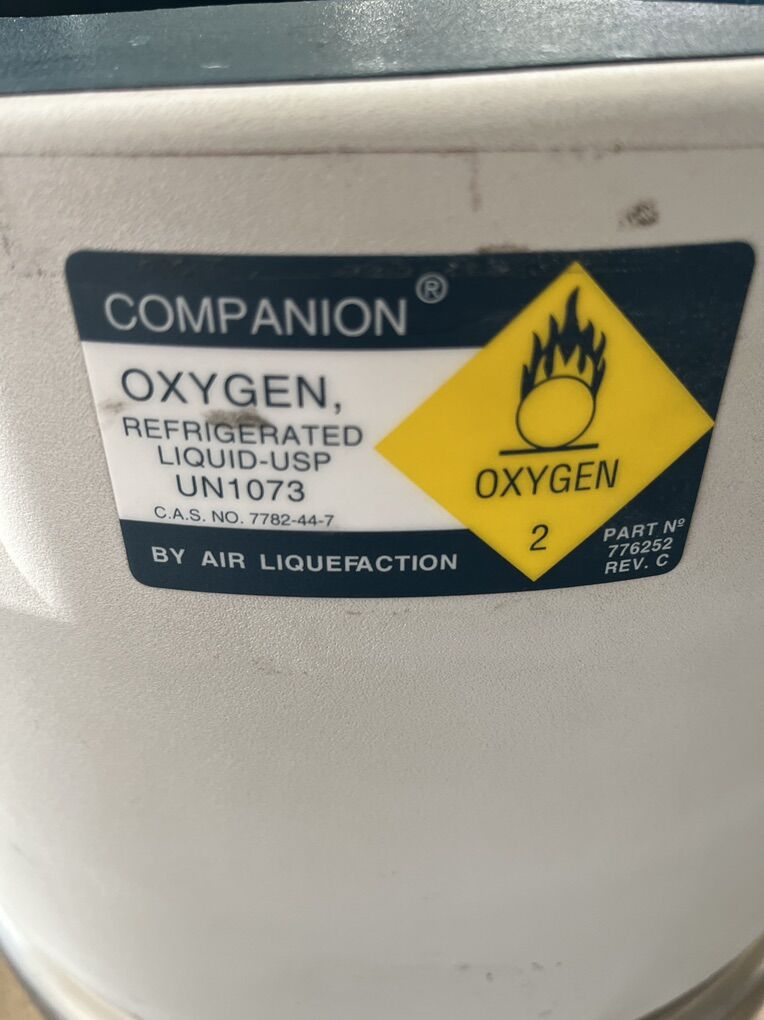 COMPANION®
OXYGEN,
REFRIGERATED
LIQUID-USP
UN1073
C.A.S. NO. 7782-44-7
BY AIR LIQUEFACTION
OXYGEN
2
PART Nº
776252
REV. C